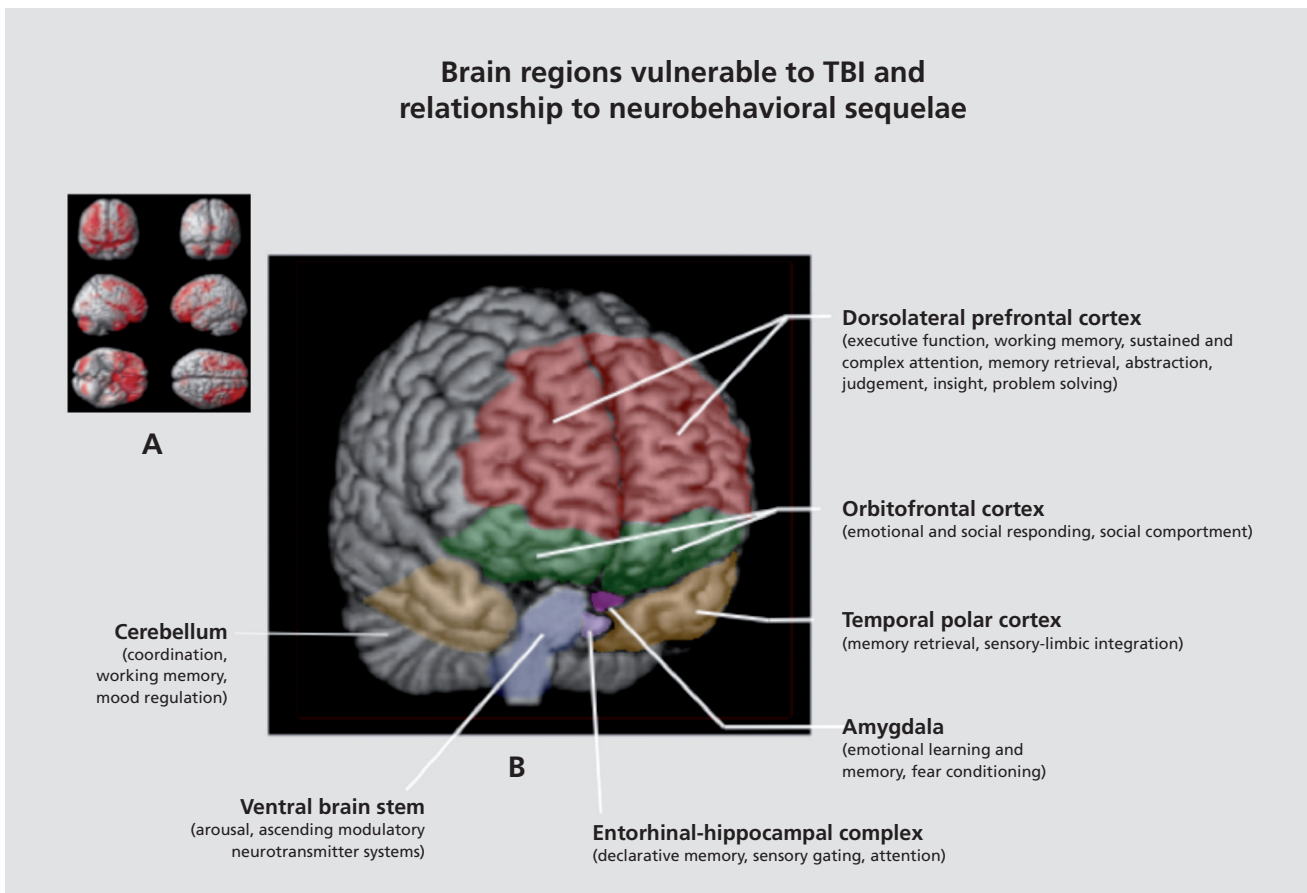 Brain regions vulnerable to TBI and
relationship to neurobehavioral sequelae
A
Dorsolateral prefrontal cortex
(executive function, working memory, sustained and
complex attention, memory retrieval, abstraction,
judgement, insight, problem solving)
Orbitofrontal cortex
(emotional and social responding, social comportment)
Temporal polar cortex
(memory retrieval, sensory-limbic integration)
Cerebellum
(coordination,
working memory,
mood regulation)
Amygdala
(emotional learning and
memory, fear conditioning)
B
Ventral brain stem
(arousal, ascending modulatory
neurotransmitter systems)
Entorhinal-hippocampal complex
(declarative memory, sensory gating, attention)